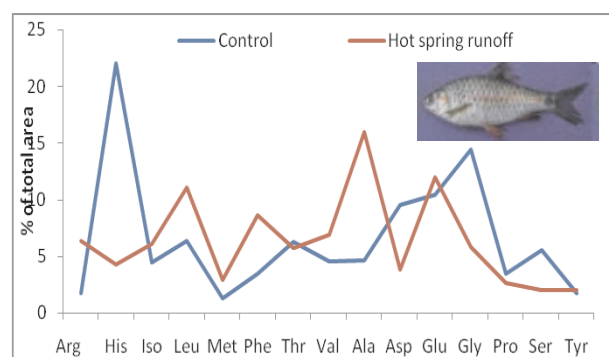 25
Control
Hot spring runoff
20
15
10
5
0
% of total area
Arg His Iso Leu Met Phe Thr Val Ala Asp Glu Gly Pro Ser Tyr